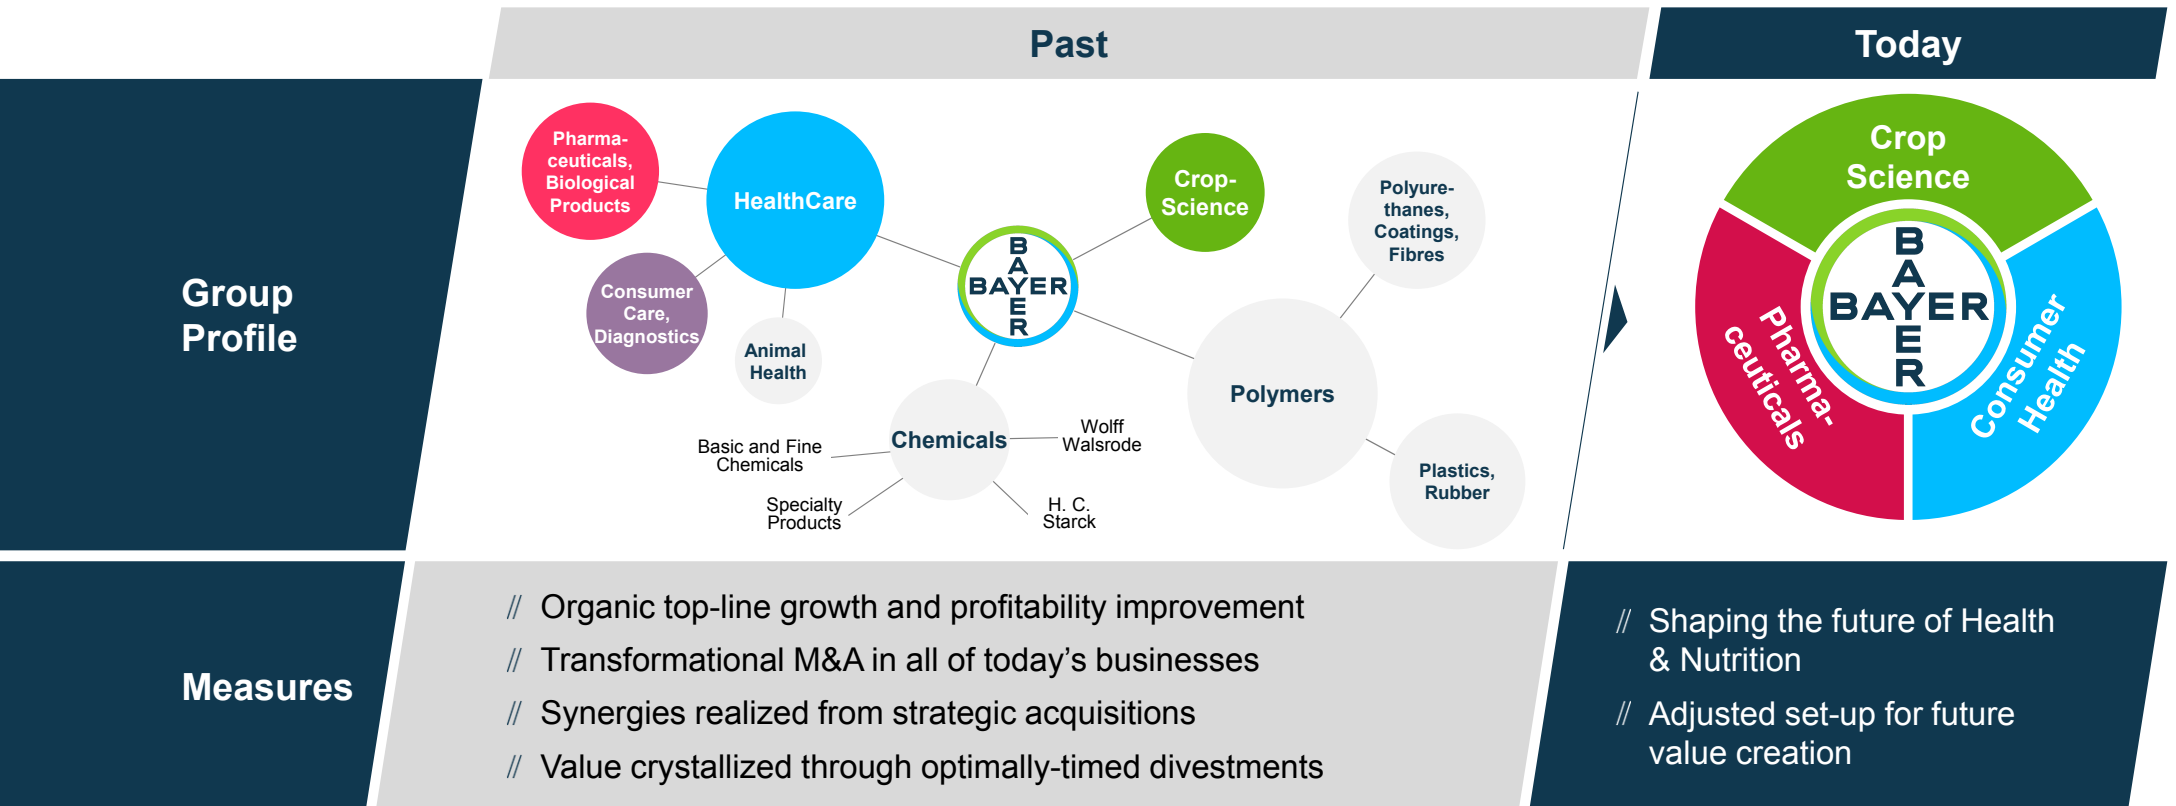 Past
Today
Group
Profile
Pharma-
ceuticals,
Biological
Products
HealthCare
Consumer
Care,
Diagnostics
Animal
Health
BAYER
BAYER
Crop-
Science
Polyure-
thanes,
Coatings,
Fibres
Polymers
Plastics,
Rubber
Chemicals
Basic and Fine
Chemicals
Specialty
Products
Wolff
Walsrode
H. C.
Starck
Crop
Science
Pharma-
ceuticals
Consumer
Health
BAYER
BAYER
Measures
// Organic top-line growth and profitability improvement
// Transformational M&A in all of today’s businesses
// Synergies realized from strategic acquisitions
// Value crystallized through optimally-timed divestments
// Shaping the future of Health
& Nutrition
// Adjusted set-up for future
value creation